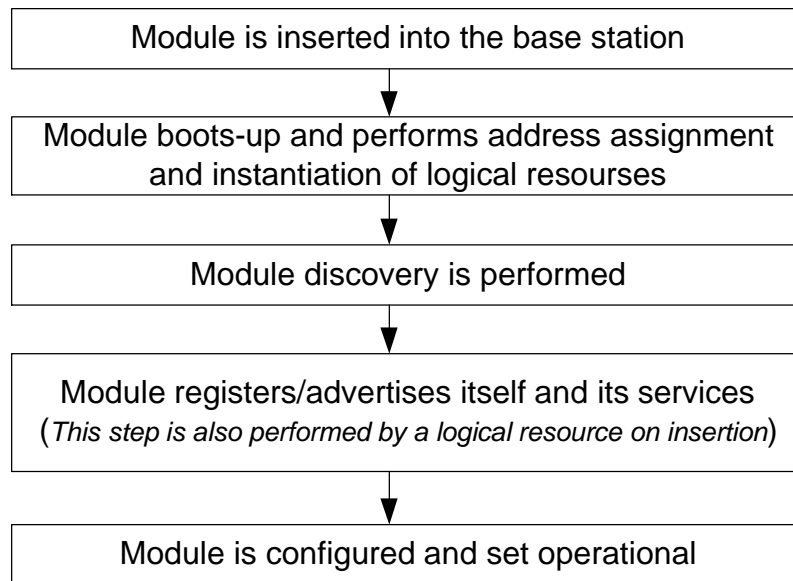 Module is inserted into the base station
Module boots-up and performs address assignment
and instantiation of logical resourses
Module discovery is performed
Module registers/advertises itself and its services
(This step is also performed by a logical resource on insertion)
Module is configured and set operational